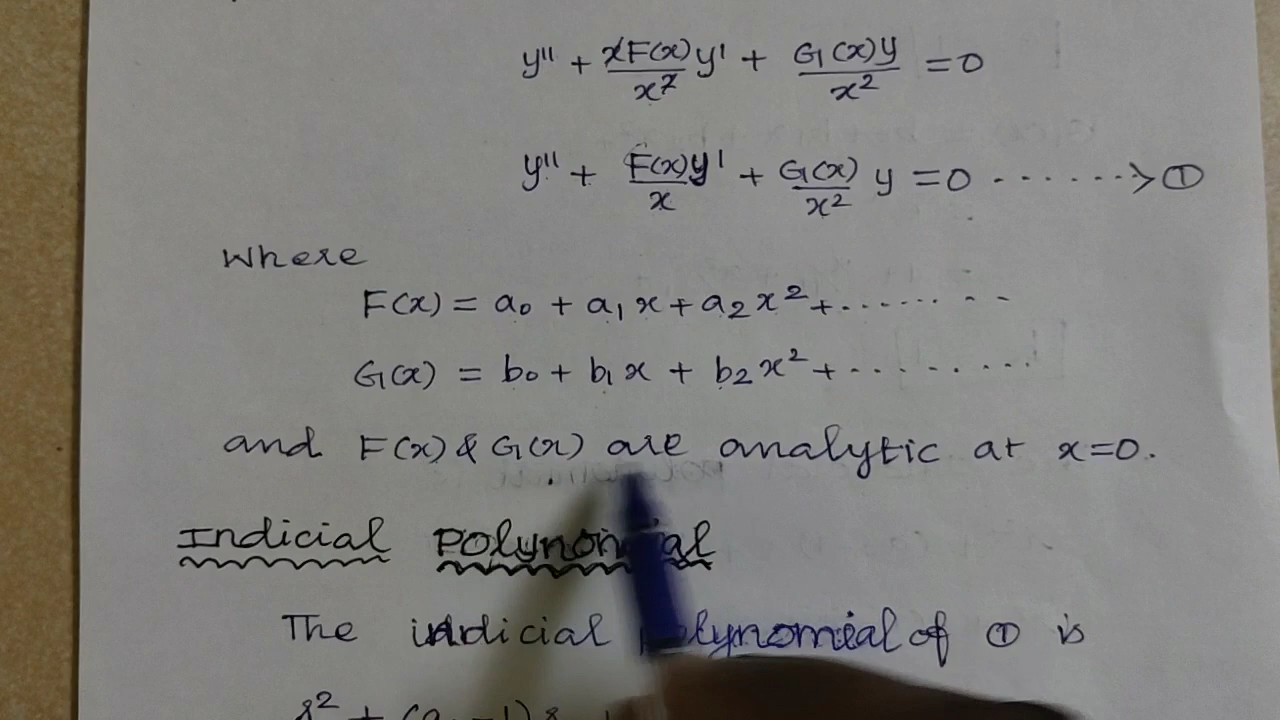 y'' + xF(x)/x² y' + G(x)y/x² = 0
y'' + F(x)y'/x + G(x)/x² y = 0 - - - - - -> ①
Where
F(x) = a₀ + a₁x + a₂x² + . . . . . . - -
G(x) = b₀ + b₁x + b₂x² + . . . . . . . .
and F(x) & G(x) are analytic at x=0.
Indicial
The indicial polynomial of ① is